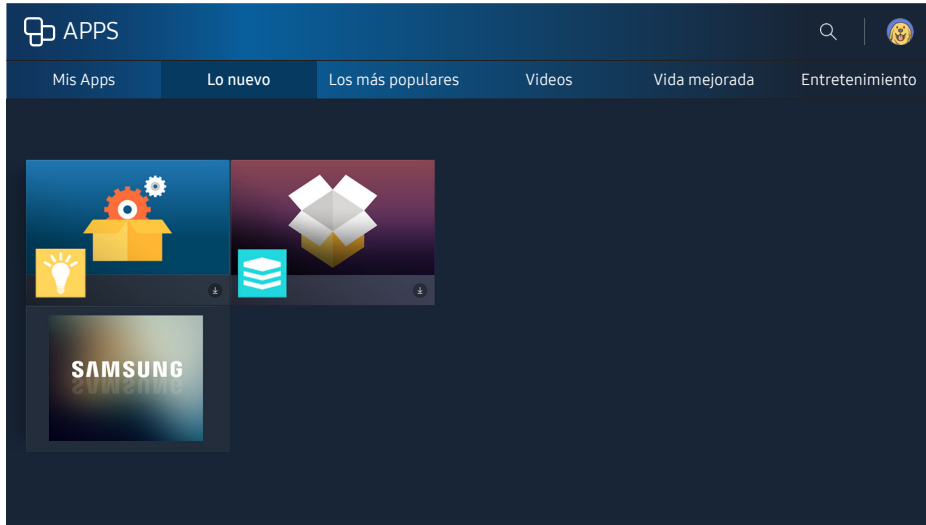 APPS
Mis Apps Lo nuevo Los más populares Videos Vida mejorada Entretenimiento
SAMSUNG